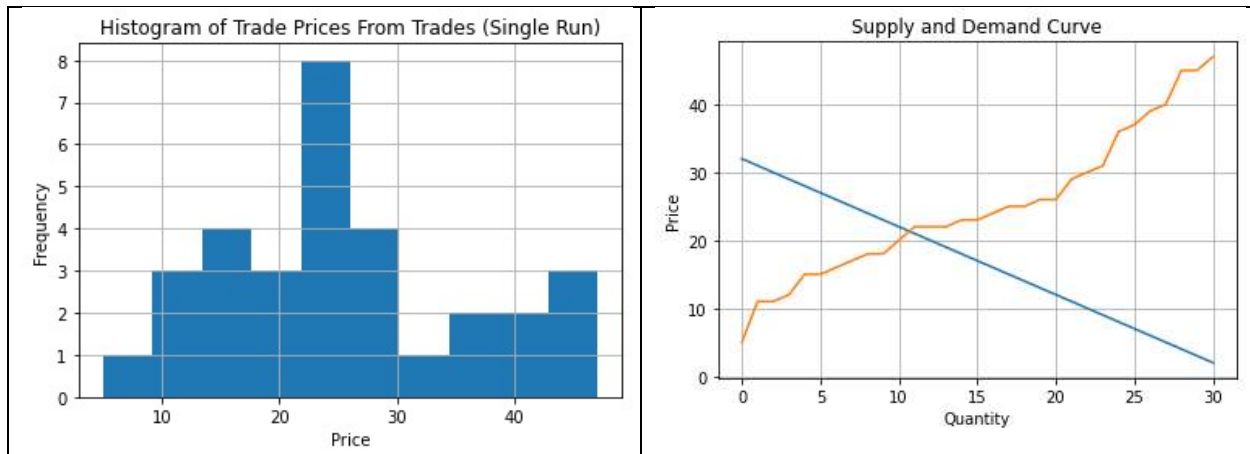 Histogram of Trade Prices From Trades (Single Run)
8
7
6
5
4
3
2
1
0
Frequency
10 20 30 40
Price
Supply and Demand Curve
40
30
20
10
0
Price
0 5 10 15 20 25 30
Quantity